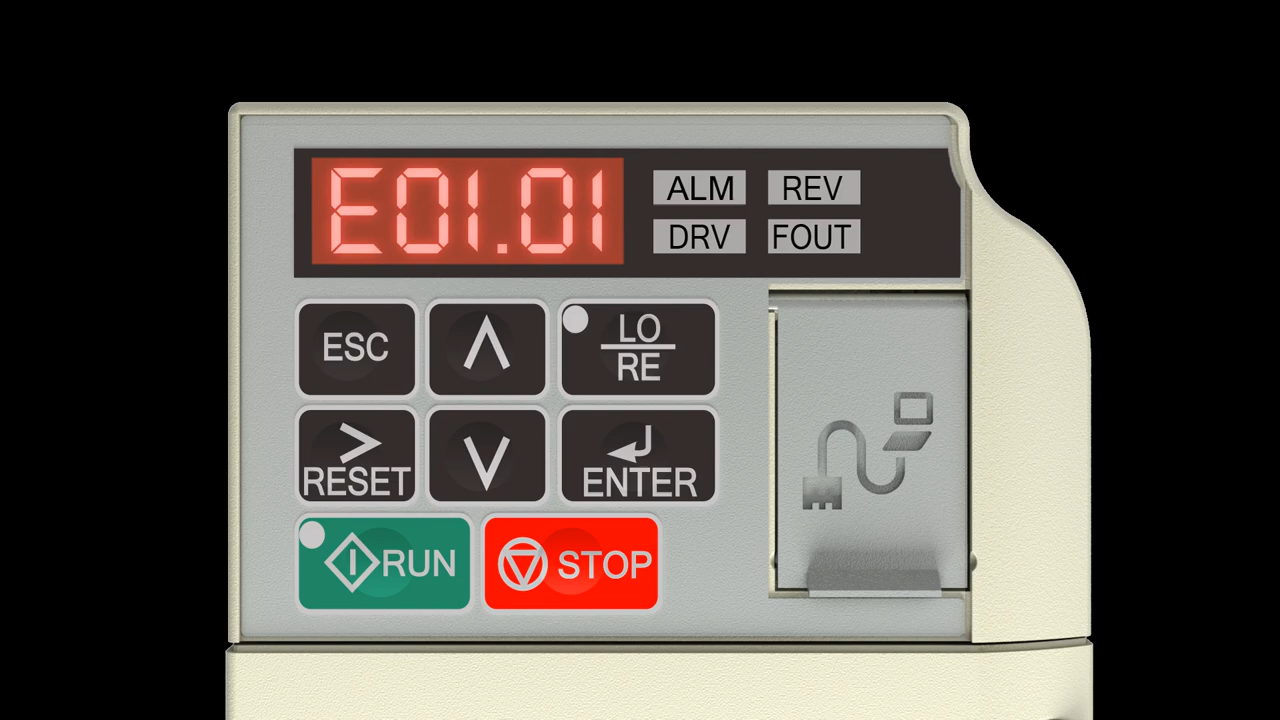 E01.01
ALM REV
DRV FOUT
ESC
LO
RE
>
RESET
ENTER
RUN STOP